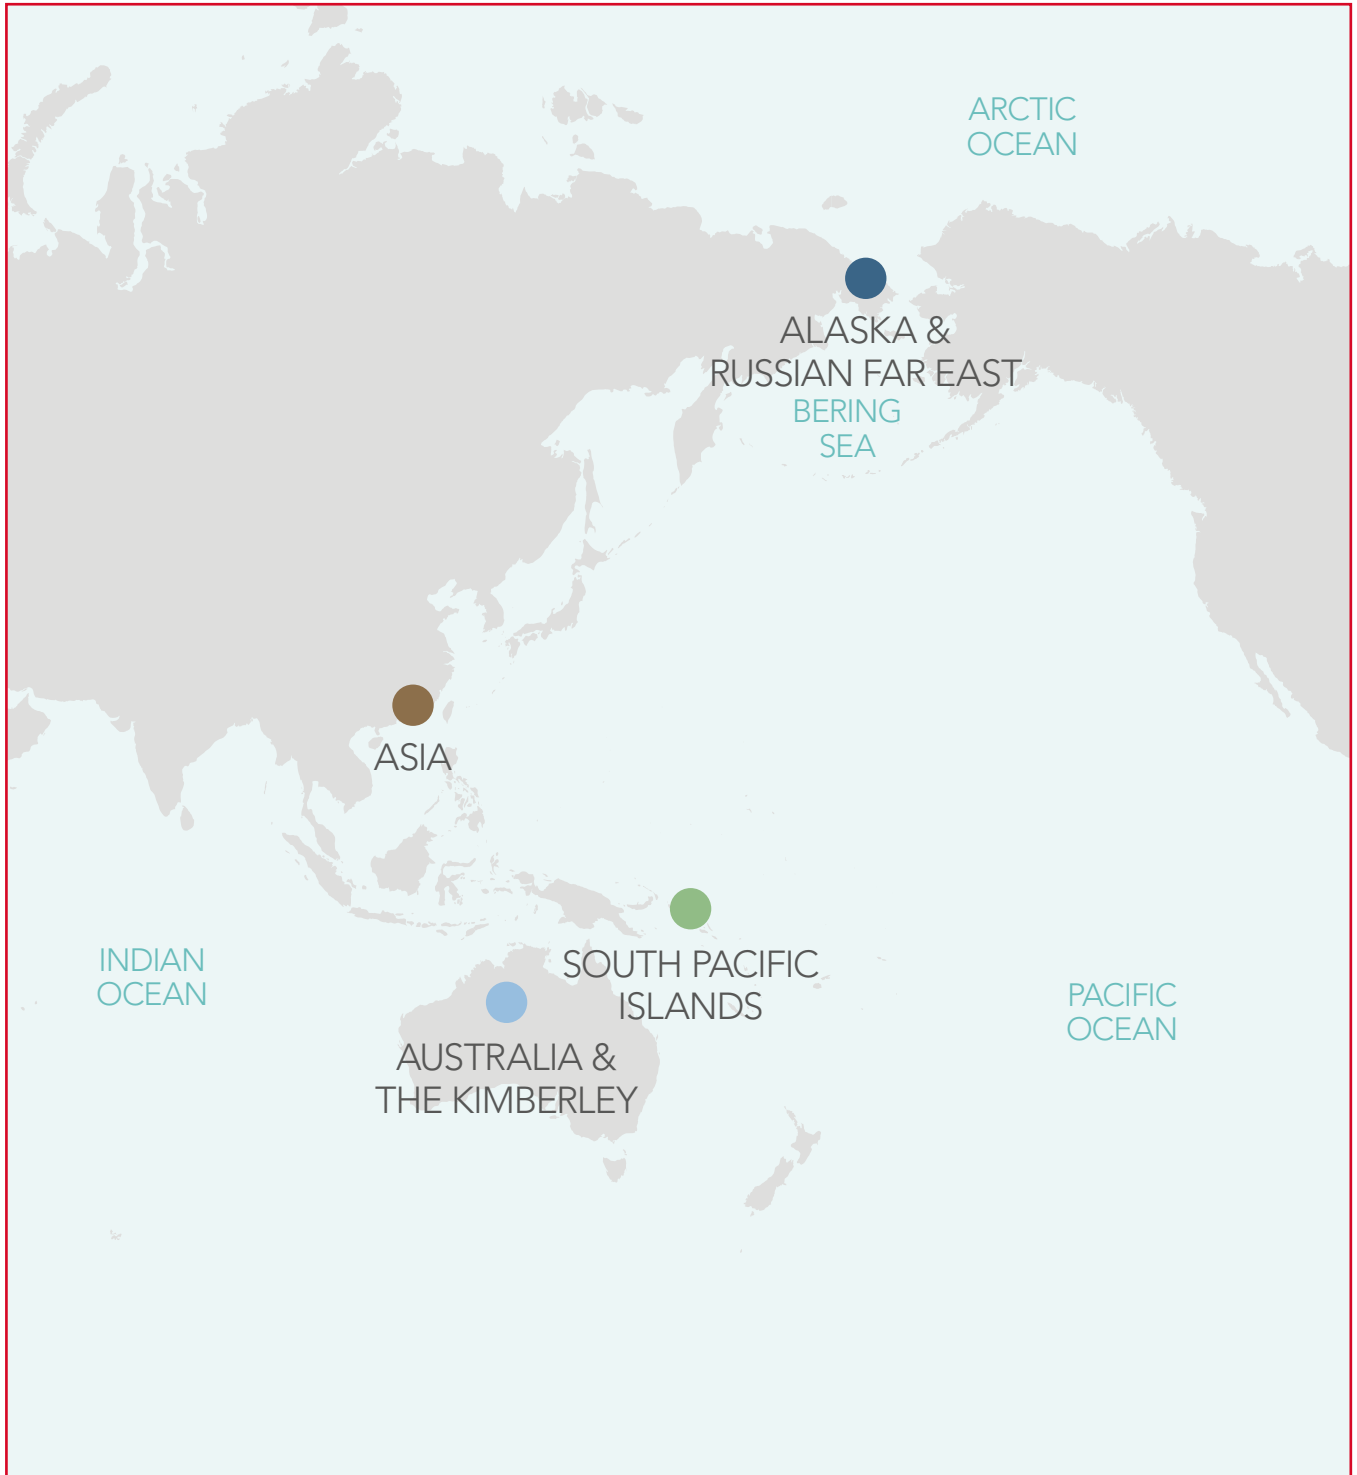 ARCTIC
OCEAN
ALASKA &
RUSSIAN FAR EAST
BERING
SEA
ASIA
SOUTH PACIFIC
ISLANDS
INDIAN
OCEAN
PACIFIC
OCEAN
AUSTRALIA &
THE KIMBERLEY